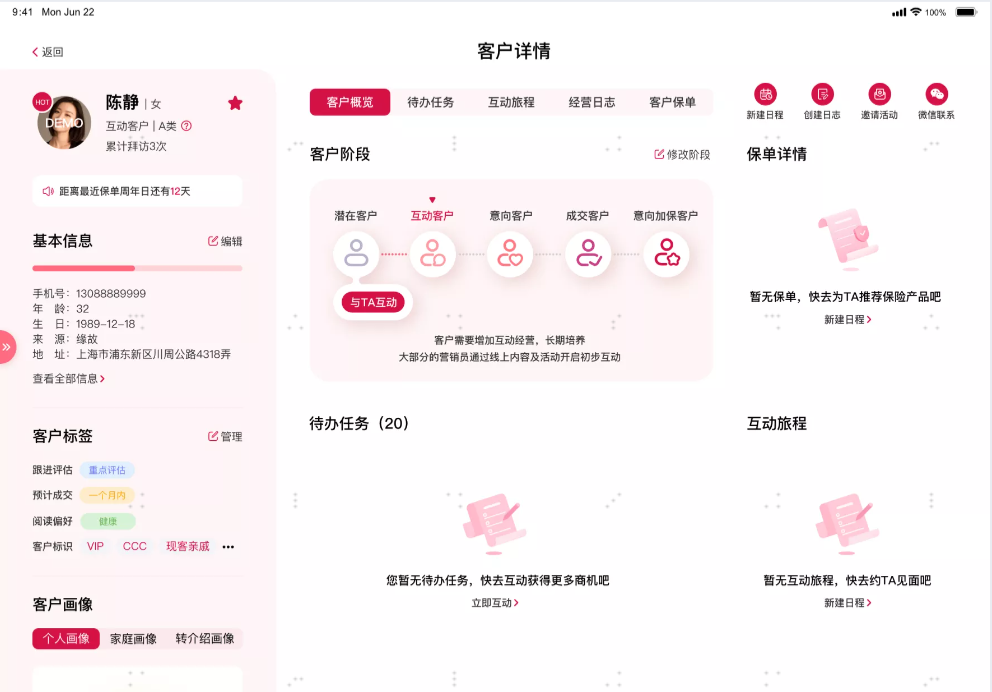 9:41 Mon Jun 22
100%
返回
客户详情
HOT
DEMO
陈静 | 女
互动客户 | A类
累计拜访3次
距离最近保单周年日还有12天
基本信息
编辑
手机号：13088889999
年 龄：32
生 日：1989-12-18
来 源：缘故
地 址：上海市浦东新区川周公路4318弄
查看全部信息
客户标签
管理
跟进评估 重点评估
预计成交 一个月内
阅读偏好 健康
客户标识 VIP CCC 现客亲戚 •••
客户画像
个人画像 家庭画像 转介绍画像
客户概览 待办任务 互动旅程 经营日志 客户保单
新建日程 创建日志 邀请活动 微信联系
客户阶段
修改阶段
潜在客户 互动客户 意向客户 成交客户 意向加保客户
与TA互动
客户需要增加互动经营，长期培养
大部分的营销员通过线上内容及活动开启初步互动
保单详情
暂无保单，快去为TA推荐保险产品吧
新建日程
待办任务（20）
您暂无待办任务，快去互动获得更多商机吧
立即互动
互动旅程
暂无互动旅程，快去约TA见面吧
新建日程